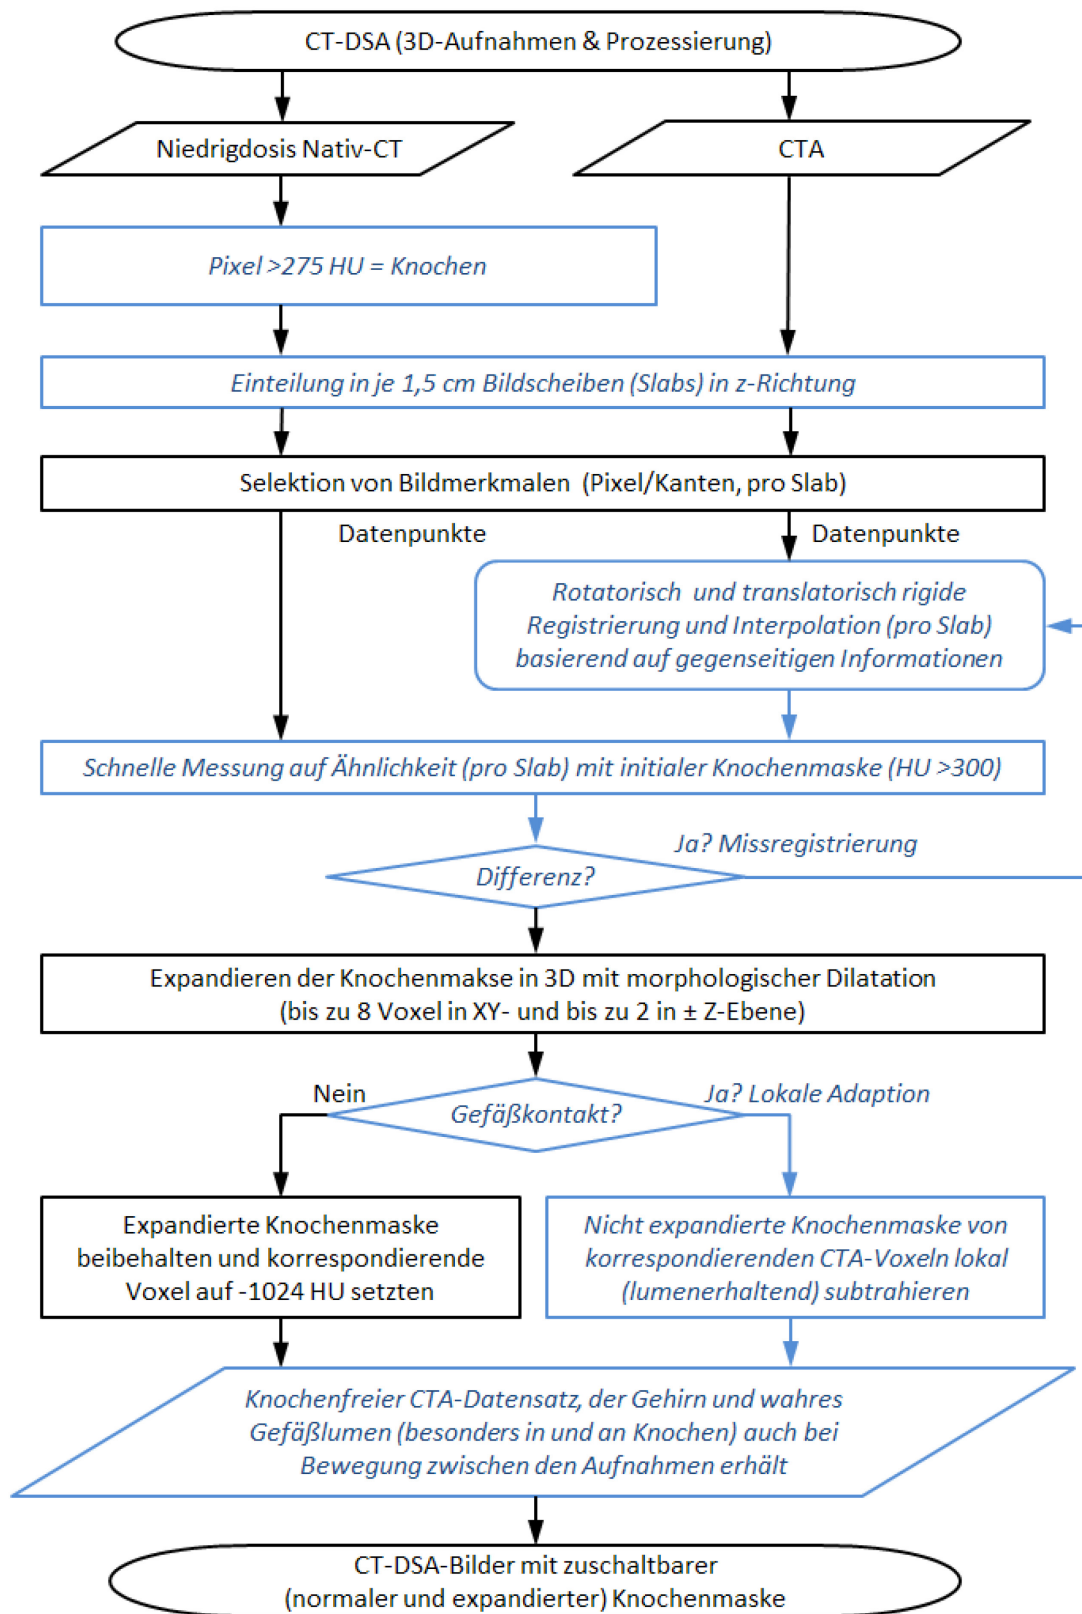 CT-DSA (3D-Aufnahmen & Prozessierung)
Niedrigdosis Nativ-CT
CTA
Pixel >275 HU = Knochen
Einteilung in je 1,5 cm Bildscheiben (Slabs) in z-Richtung
Selektion von Bildmerkmalen (Pixel/Kanten, pro Slab)
Datenpunkte
Datenpunkte
Rotatorisch und translatorisch rigide
Registrierung und Interpolation (pro Slab)
basierend auf gegenseitigen Informationen
Schnelle Messung auf Ähnlichkeit (pro Slab) mit initialer Knochenmaske (HU >300)
Ja? Missregistrierung
Differenz?
Expandieren der Knochenmakse in 3D mit morphologischer Dilatation
(bis zu 8 Voxel in XY- und bis zu 2 in ± Z-Ebene)
Nein
Ja? Lokale Adaption
Gefäßkontakt?
Expandierte Knochenmaske
beibehalten und korrespondierende
Voxel auf -1024 HU setzten
Nicht expandierte Knochenmaske von
korrespondierenden CTA-Voxeln lokal
(lumenerhaltend) subtrahieren
Knochenfreier CTA-Datensatz, der Gehirn und wahres
Gefäßlumen (besonders in und an Knochen) auch bei
Bewegung zwischen den Aufnahmen erhält
CT-DSA-Bilder mit zuschaltbarer
(normaler und expandierter) Knochenmaske